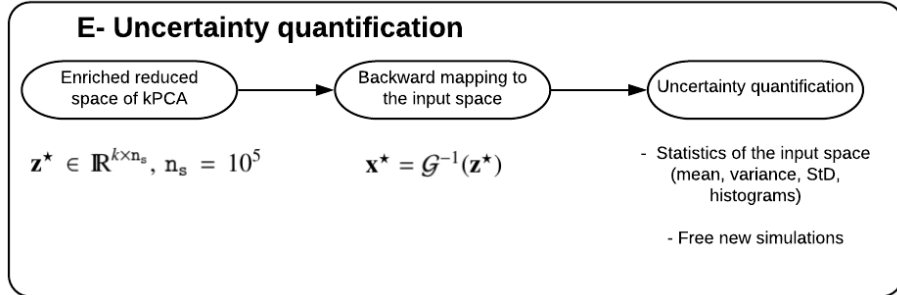 E- Uncertainty quantification
Enriched reduced
space of kPCA
Backward mapping to
the input space
Uncertainty quantification
𝐳★ ∈ ℝ^{k×n_s}, n_s = 10^5
𝐱★ = 𝒢^{-1}(𝐳★)
- Statistics of the input space
(mean, variance, StD,
histograms)
- Free new simulations